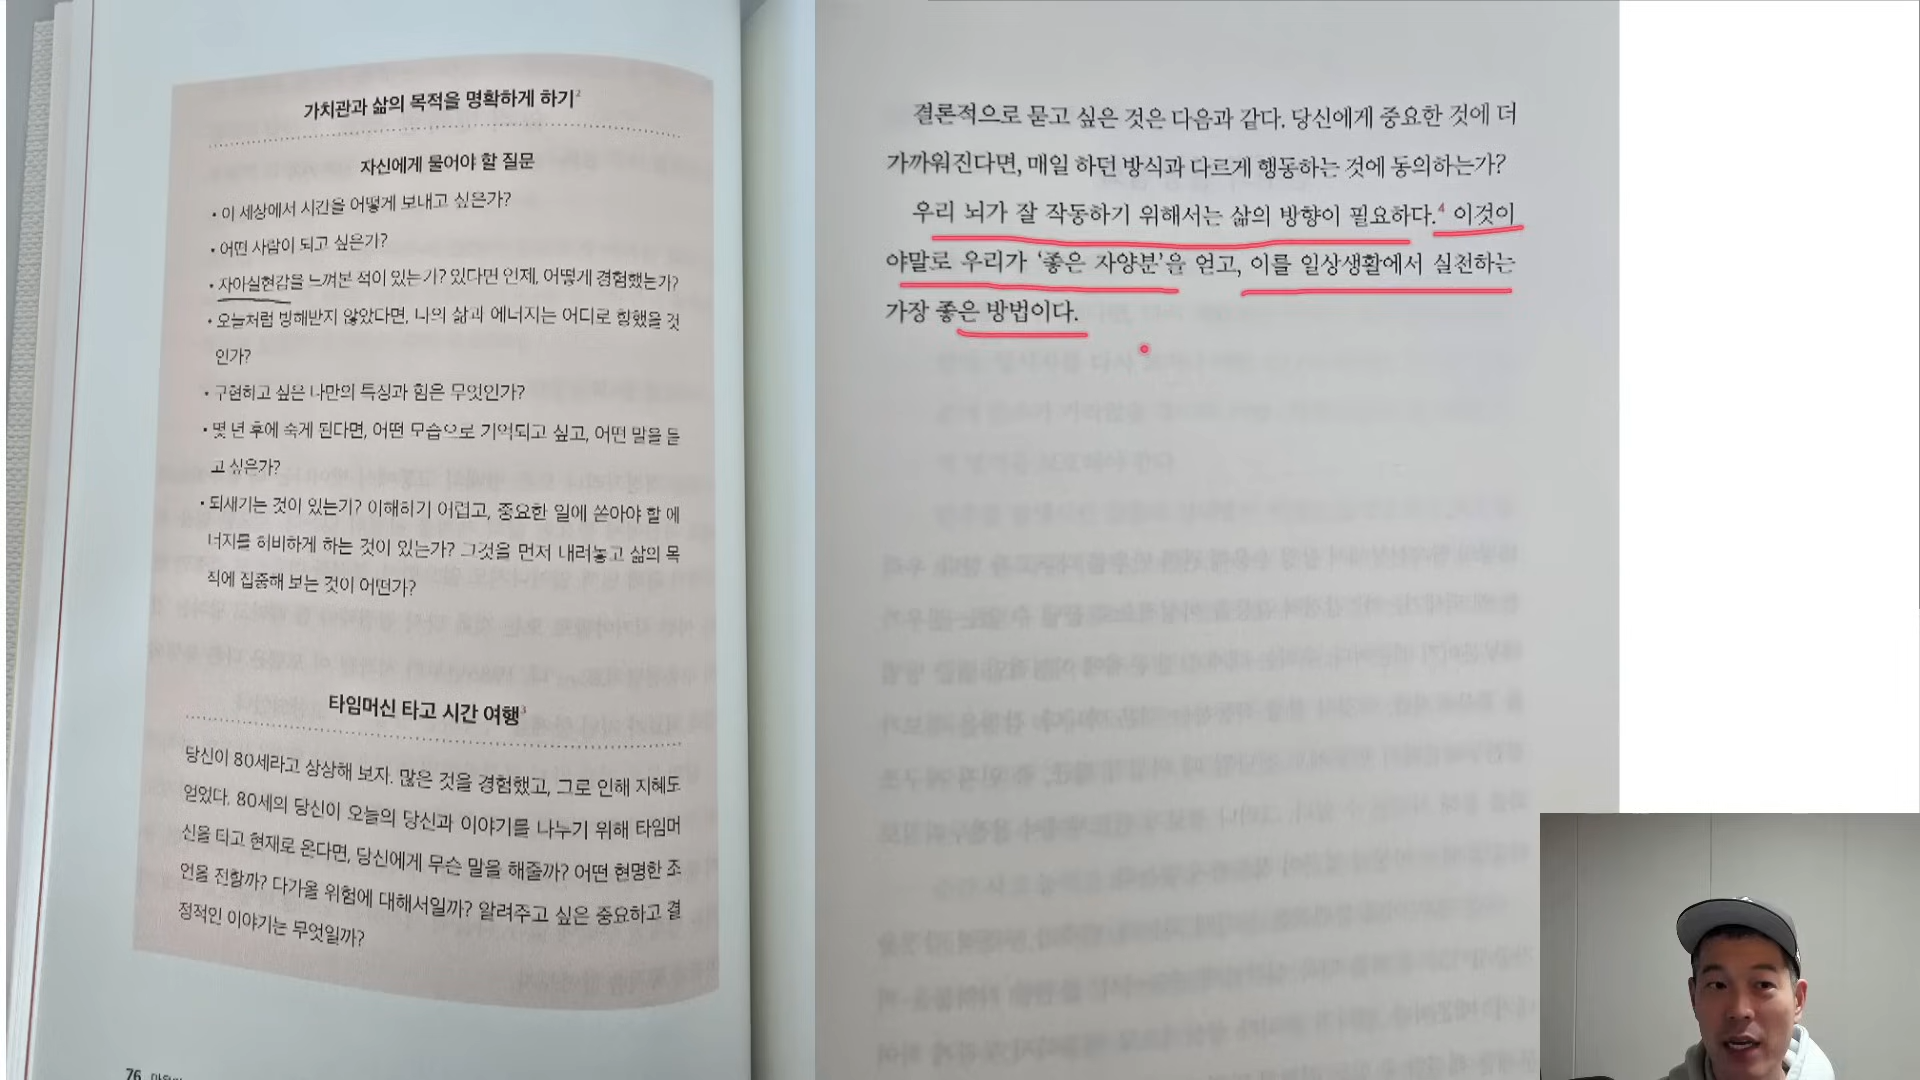 가치관과 삶의 목적을 명확하게 하기2
자신에게 물어야 할 질문
• 이 세상에서 시간을 어떻게 보내고 싶은가?
• 어떤 사람이 되고 싶은가?
• 자아실현감을 느껴본 적이 있는가? 있다면 언제, 어떻게 경험했는가?
• 오늘처럼 방해받지 않았다면, 나의 삶과 에너지는 어디로 향했을 것
인가?
• 구현하고 싶은 나만의 특징과 힘은 무엇인가?
• 몇 년 후에 죽게 된다면, 어떤 모습으로 기억되고 싶고, 어떤 말을 듣
고 싶은가?
• 되새기는 것이 있는가? 이해하기 어렵고, 중요한 일에 쏟아야 할 에
너지를 허비하게 하는 것이 있는가? 그것을 먼저 내려놓고 삶의 목
적에 집중해 보는 것이 어떤가?
타임머신 타고 시간 여행3
당신이 80세라고 상상해 보자. 많은 것을 경험했고, 그로 인해 지혜도
얻었다. 80세의 당신이 오늘의 당신과 이야기를 나누기 위해 타임머
신을 타고 현재로 온다면, 당신에게 무슨 말을 해줄까? 어떤 현명한 조
언을 전할까? 다가올 위험에 대해서일까? 알려주고 싶은 중요하고 결
정적인 이야기는 무엇일까?
76
결론적으로 묻고 싶은 것은 다음과 같다. 당신에게 중요한 것에 더
가까워진다면, 매일 하던 방식과 다르게 행동하는 것에 동의하는가?
우리 뇌가 잘 작동하기 위해서는 삶의 방향이 필요하다.4 이것이
야말로 우리가 ‘좋은 자양분’을 얻고, 이를 일상생활에서 실천하는
가장 좋은 방법이다.